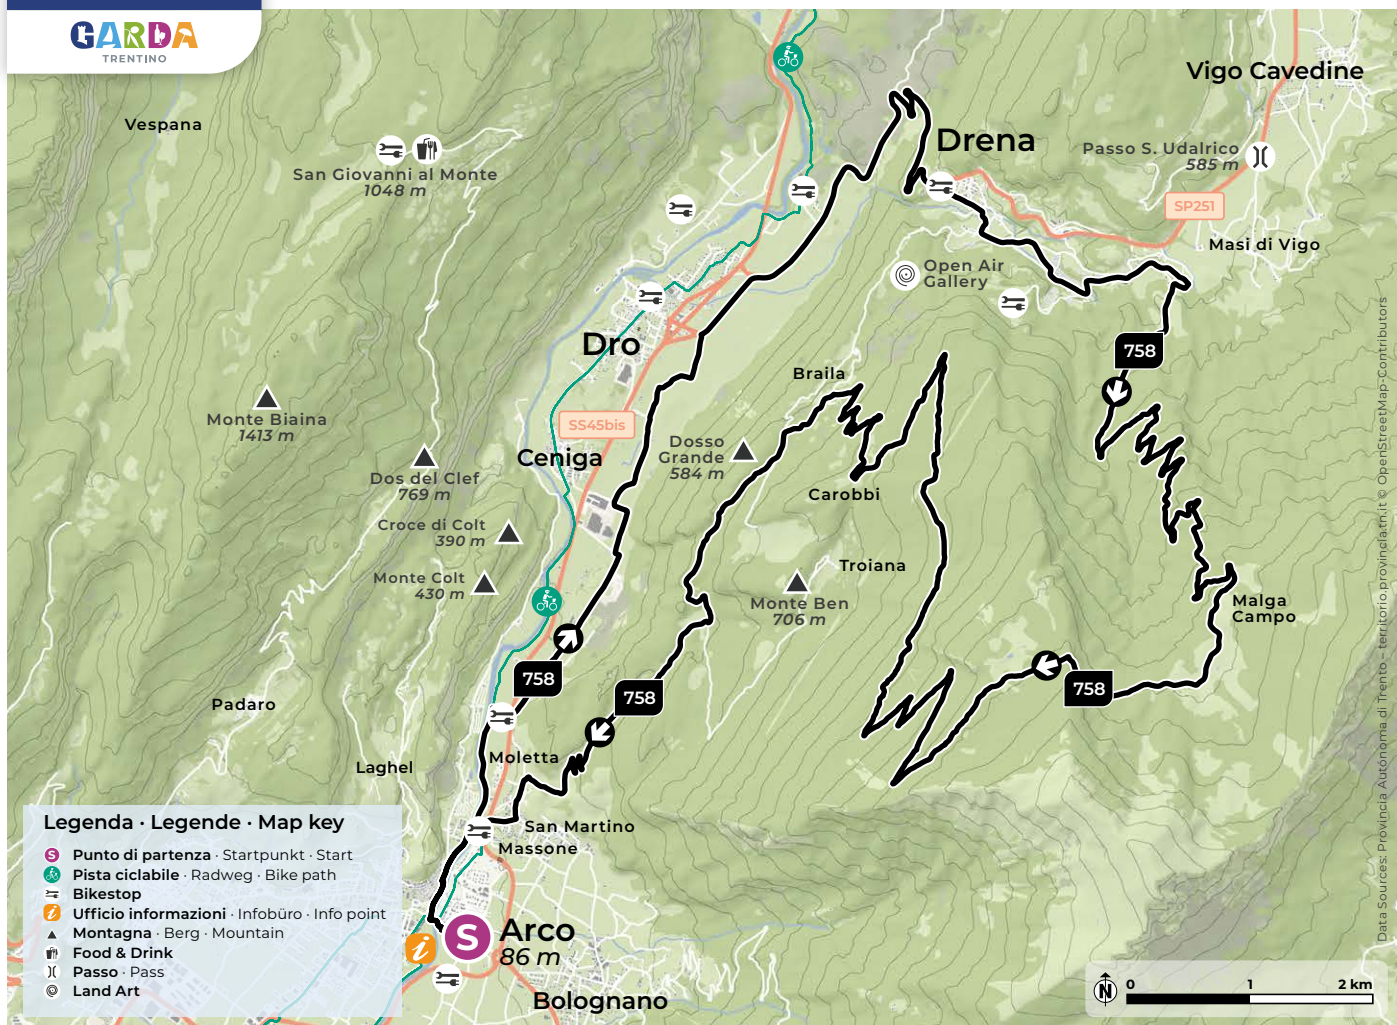 GARDA
TRENTINO
Vespana
San Giovanni al Monte
1048 m
Drena
Vigo Cavedine
Passo S. Udalrico
585 m
SP251
Masi di Vigo
Open Air
Gallery
Dro
758
Braila
Monte Biaina
1413 m
SS45bis
Ceniga
Dosso
Grande
584 m
Dos del Clef
769 m
Carobbi
Croce di Colt
390 m
Monte Colt
430 m
Troiana
Monte Ben
706 m
Malga
Campo
758
758
758
Padaro
Moletta
Laghel
San Martino
Massone
Legenda · Legende · Map key
S Punto di partenza · Startpunkt · Start
Pista ciclabile · Radweg · Bike path
Bikestop
i Ufficio informazioni · Infobüro · Info point
Montagna · Berg · Mountain
Food & Drink
Passo · Pass
Land Art
S
i
Arco
86 m
Bolognano
N
0 1 2 km
Data Sources: Provincia Autonoma di Trento – territorio.provincia.tn.it © OpenStreetMap-Contributors